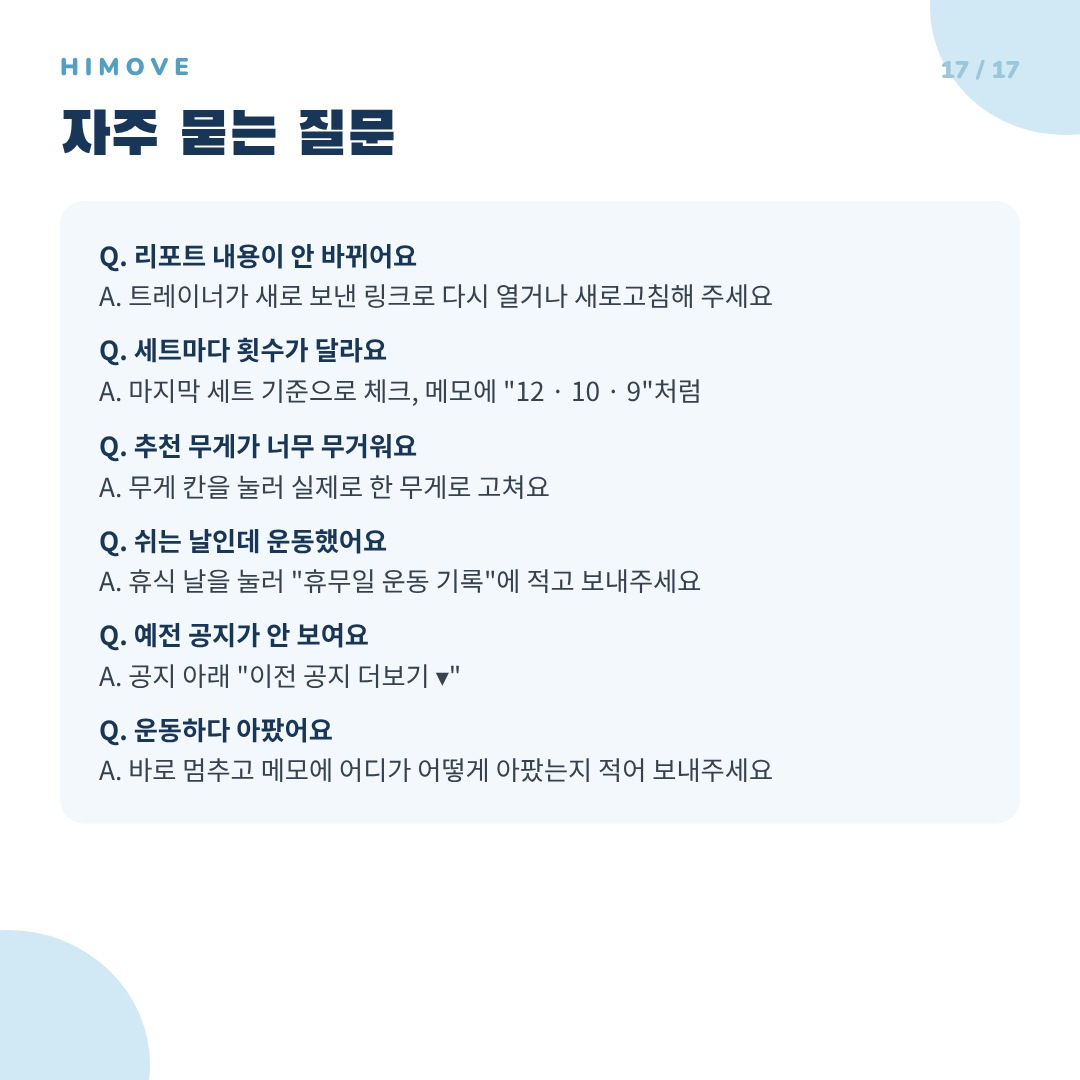 HIMOVE
17 / 17
자주 묻는 질문
Q. 리포트 내용이 안 바뀌어요
A. 트레이너가 새로 보낸 링크로 다시 열거나 새로고침해 주세요
Q. 세트마다 횟수가 달라요
A. 마지막 세트 기준으로 체크, 메모에 "12 · 10 · 9"처럼
Q. 추천 무게가 너무 무거워요
A. 무게 칸을 눌러 실제로 한 무게로 고쳐요
Q. 쉬는 날인데 운동했어요
A. 휴식 날을 눌러 "휴무일 운동 기록"에 적고 보내주세요
Q. 예전 공지가 안 보여요
A. 공지 아래 "이전 공지 더보기 ▾"
Q. 운동하다 아팠어요
A. 바로 멈추고 메모에 어디가 어떻게 아팠는지 적어 보내주세요